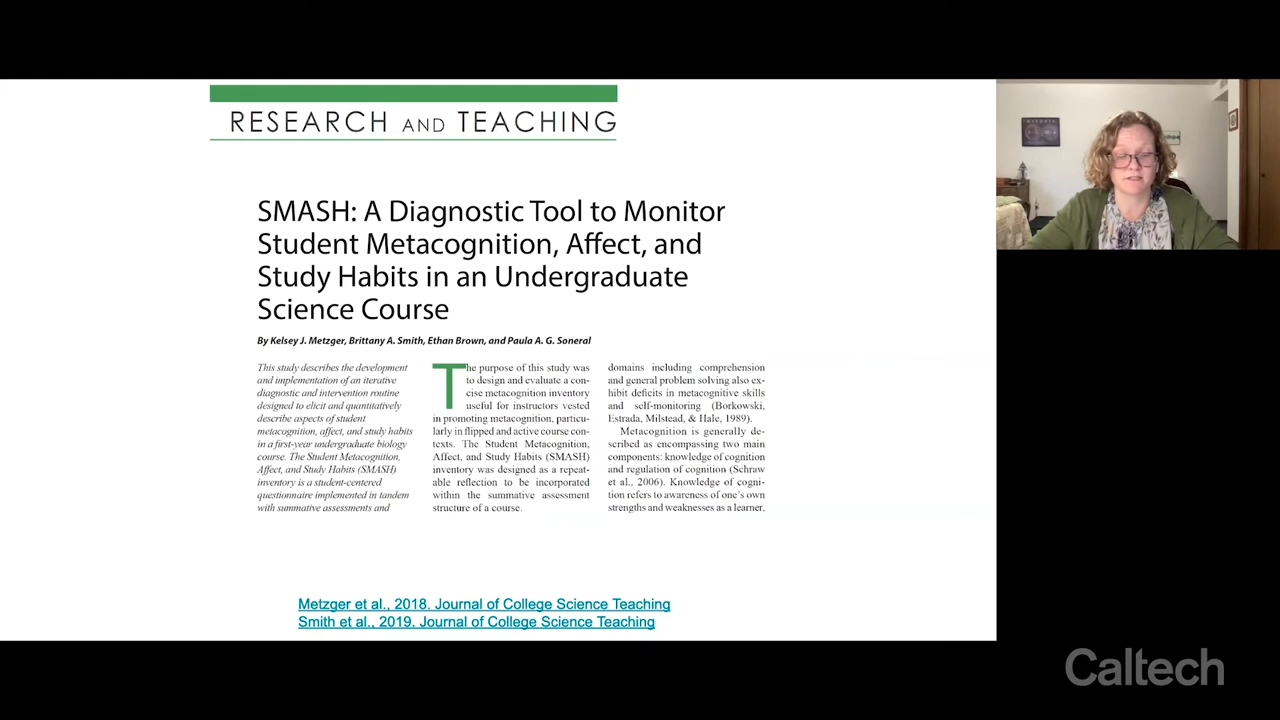 RESEARCH AND TEACHING
SMASH: A Diagnostic Tool to Monitor
Student Metacognition, Affect, and
Study Habits in an Undergraduate
Science Course
By Kelsey J. Metzger, Brittany A. Smith, Ethan Brown, and Paula A. G. Soneral
This study describes the development
and implementation of an iterative
diagnostic and intervention routine
designed to elicit and quantitatively
describe aspects of student
metacognition, affect, and study habits
in a first-year undergraduate biology
course. The Student Metacognition,
Affect, and Study Habits (SMASH)
inventory is a student-centered
questionnaire implemented in tandem
with summative assessments and
The purpose of this study was
to design and evaluate a con-
cise metacognition inventory
useful for instructors vested
in promoting metacognition, particu-
larly in flipped and active course con-
texts. The Student Metacognition,
Affect, and Study Habits (SMASH)
inventory was designed as a repeat-
able reflection to be incorporated
within the summative assessment
structure of a course.
domains including comprehension
and general problem solving also ex-
hibit deficits in metacognitive skills
and self-monitoring (Borkowski,
Estrada, Milstead, & Hale, 1989).
Metacognition is generally de-
scribed as encompassing two main
components: knowledge of cognition
and regulation of cognition (Schraw
et al., 2006). Knowledge of cogni-
tion refers to awareness of one's own
strengths and weaknesses as a learner,
Metzger et al., 2018. Journal of College Science Teaching
Smith et al., 2019. Journal of College Science Teaching
Caltech